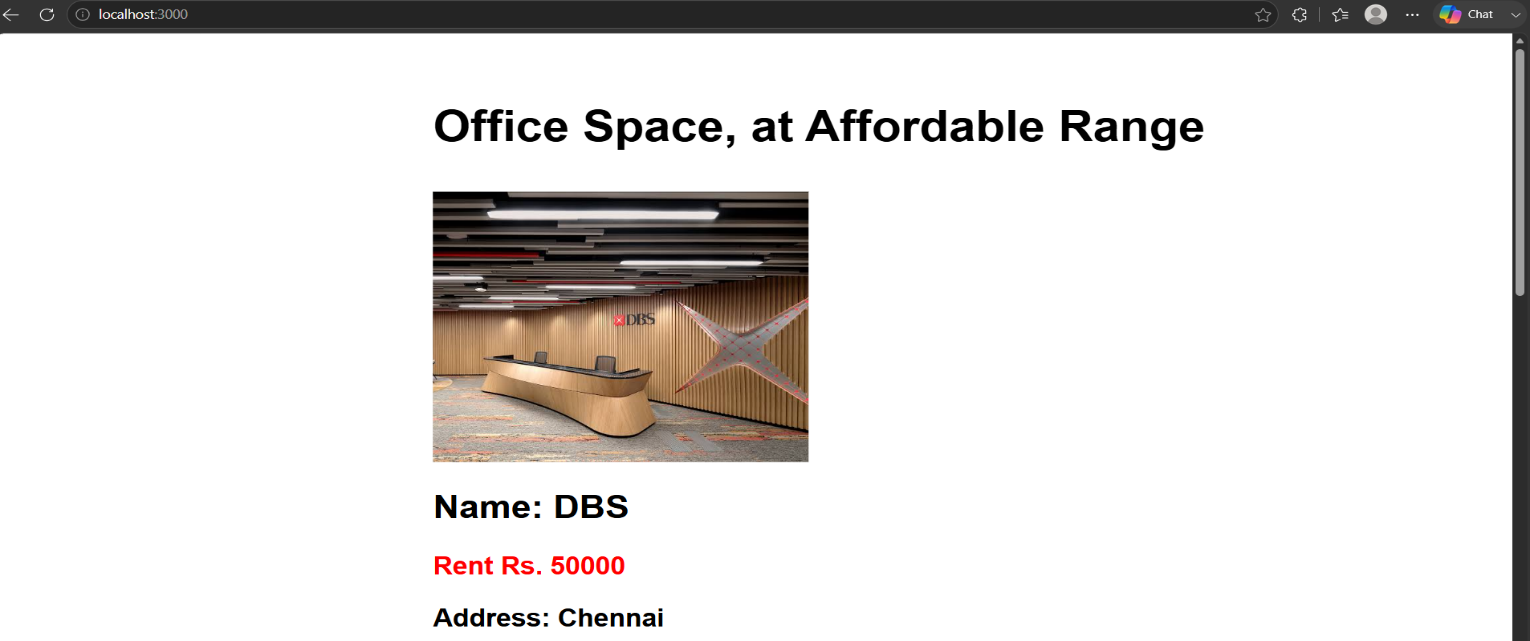 localhost:3000
Chat
Office Space, at Affordable Range
DBS
Name: DBS
Rent Rs. 50000
Address: Chennai